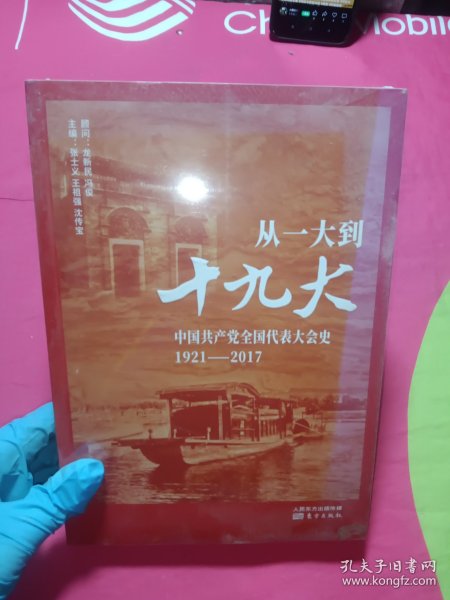 China Mobile
顾问：龙新民 冯俊
主编：张士义 王祖强 沈传宝
从一大到
十九大
中国共产党全国代表大会史
1921—2017
人民东方出版传媒
东方出版社
孔夫子旧书网
www.kongfz.com